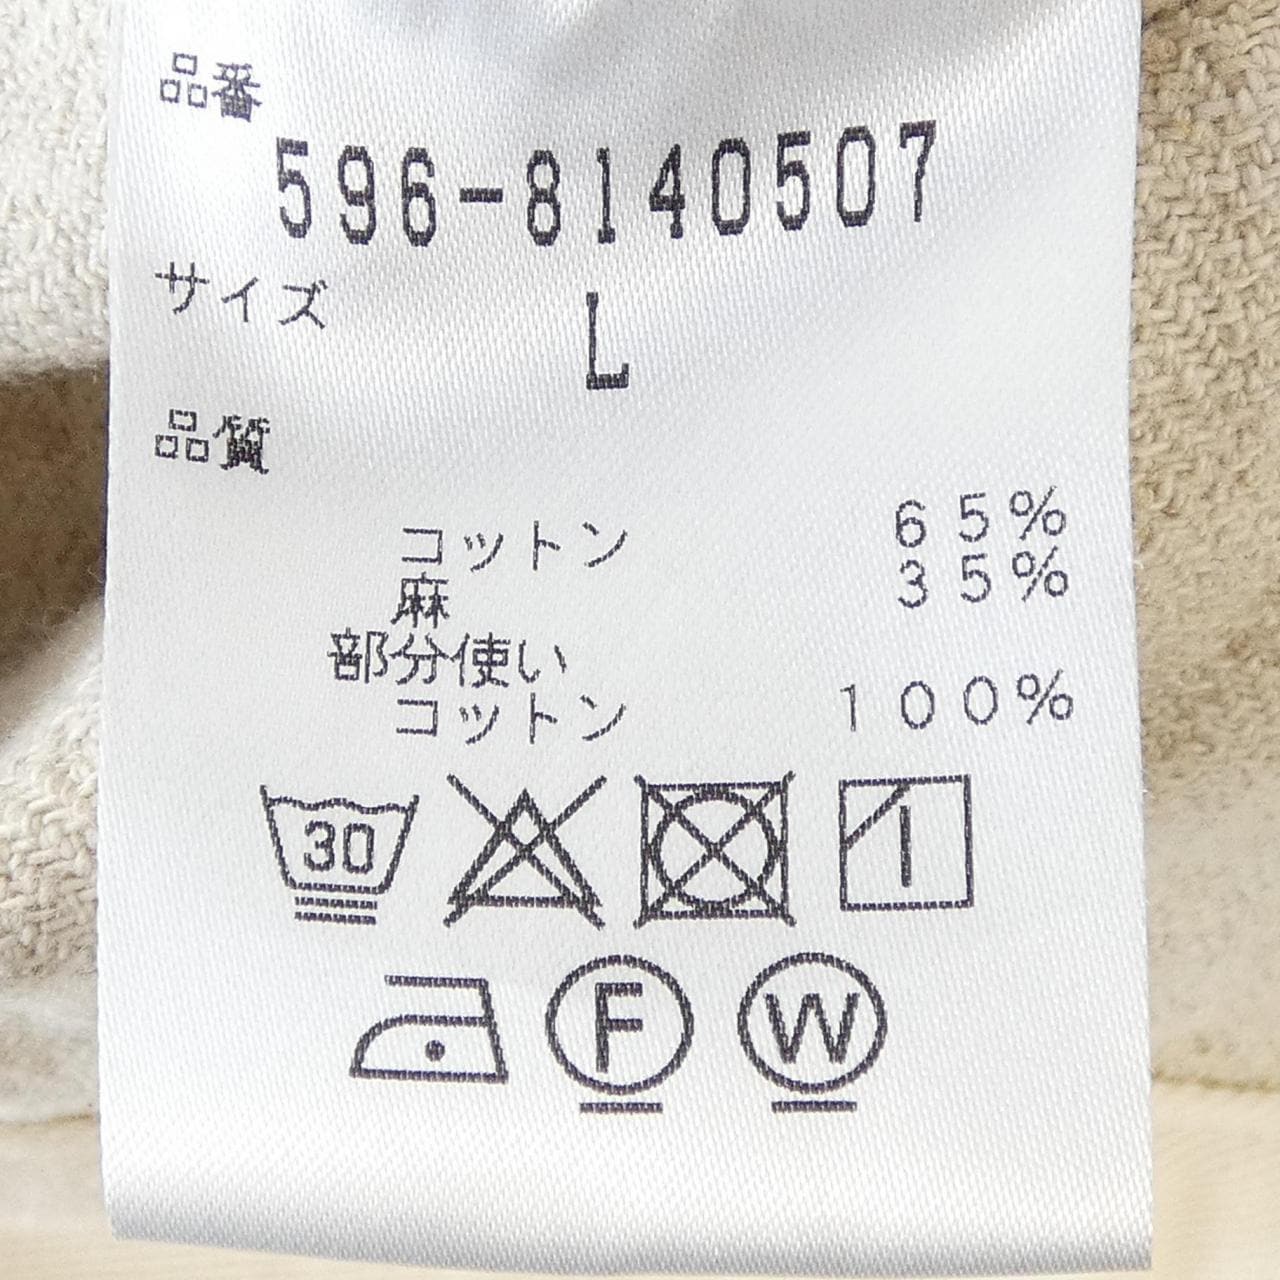 品番
596-8140507
サイズ
L
品質
コットン 65%
麻 35%
部分使い
コットン 100%
30
F W